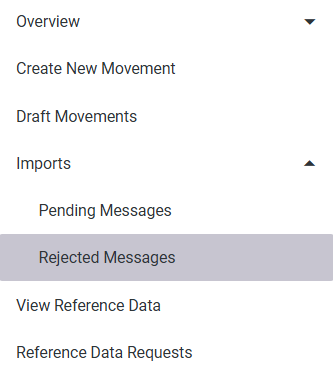 Overview
Create New Movement
Draft Movements
Imports
Pending Messages
Rejected Messages
View Reference Data
Reference Data Requests